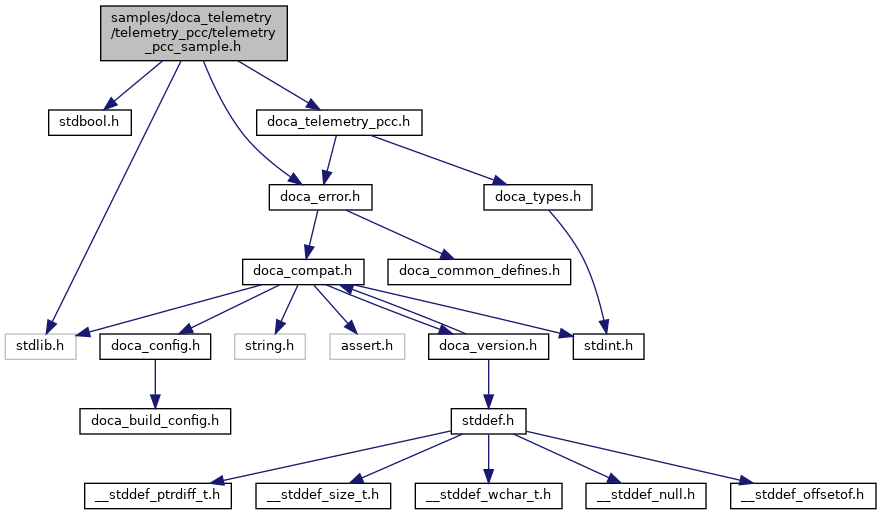 samples/doca_telemetry
/telemetry_pcc/telemetry
_pcc_sample.h
stdbool.h
doca_telemetry_pcc.h
doca_error.h
doca_types.h
doca_compat.h
doca_common_defines.h
stdlib.h
doca_config.h
string.h
assert.h
doca_version.h
stdint.h
doca_build_config.h
stddef.h
__stddef_ptrdiff_t.h
__stddef_size_t.h
__stddef_wchar_t.h
__stddef_null.h
__stddef_offsetof.h